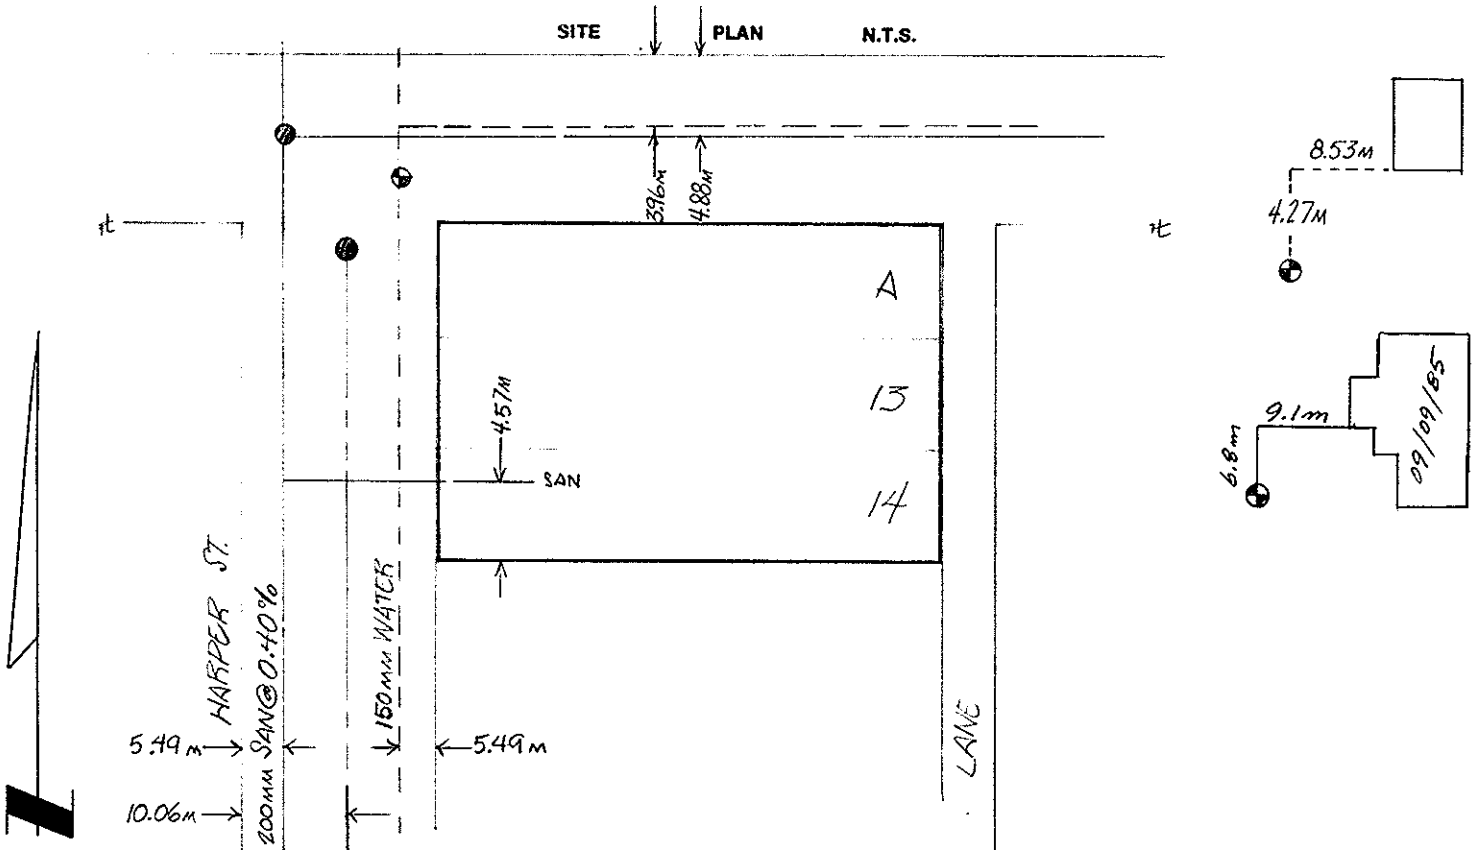 SITE PLAN N.T.S.
3.96M
4.88M
8.53M
4.27M
A
13
14
4.57M
SAN
9.1m
6.8m
09/09/85
HARPER ST.
200MM SAN@0.40%
150MM WATER
LANE
5.49M
5.49M
10.06M